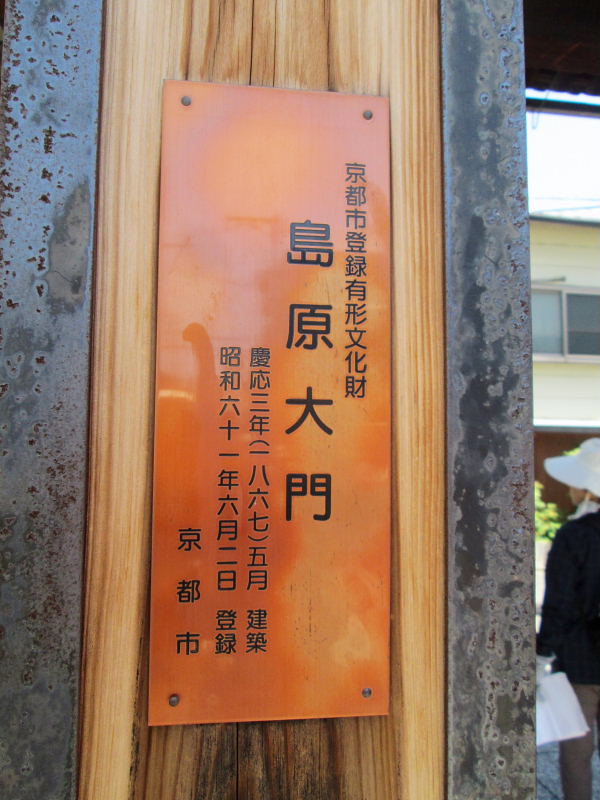 京都市登録有形文化財
島原大門
慶応三年(一八六七)五月 建築
昭和六十一年六月二日 登録
京都市